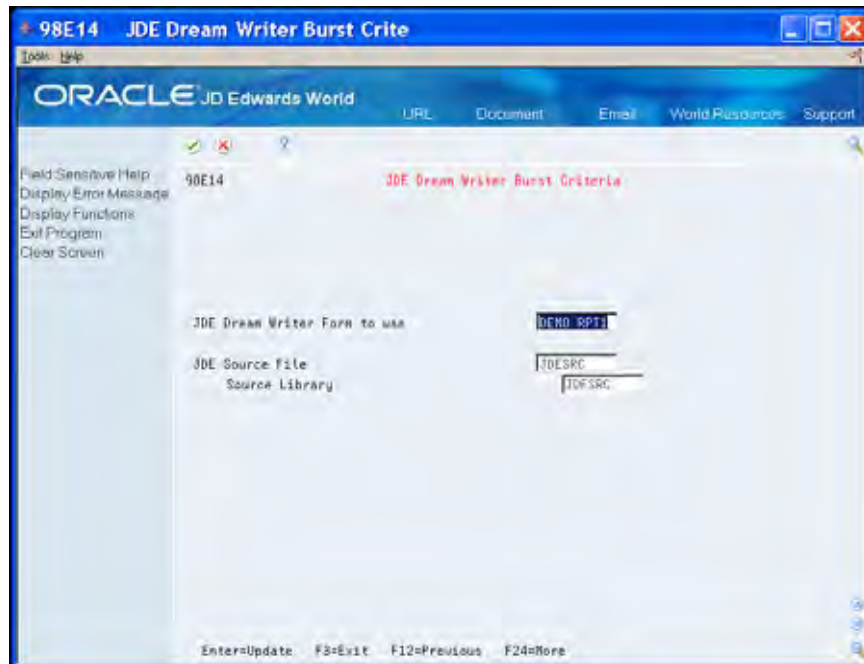 98E14 JDE Dream Writer Burst Crite
Tools Help
ORACLE JD Edwards World
URL Document Email World Resources Support
Field Sensitive Help
Display Error Message
Display Functions
Exit Program
Clear Screen
98E14 JDE Dream Writer Burst Criteria
JDE Dream Writer Form to use DEMO RPT1
JDE Source File JDESRC
Source Library JDFSRC
Enter=Update F3=Exit F12=Previous F24=More